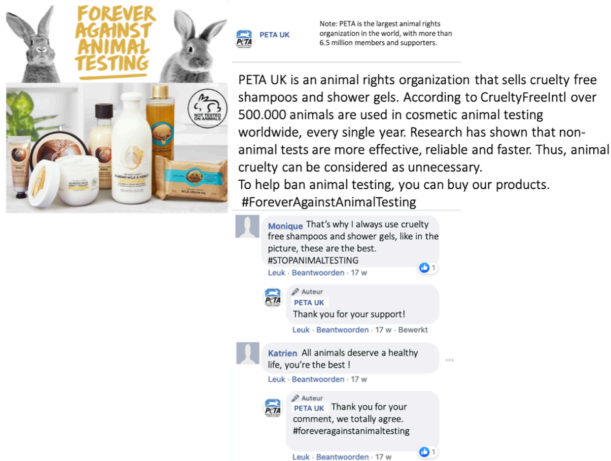 FOREVER
AGAINST
ANIMAL
TESTING
NOT TESTED
ON ANIMALS
PETA
PETA UK
Note: PETA is the largest animal rights
organization in the world, with more than
6.5 million members and supporters.
PETA UK is an animal rights organization that sells cruelty free
shampoos and shower gels. According to CrueltyFreeIntl over
500.000 animals are used in cosmetic animal testing
worldwide, every single year. Research has shown that non-
animal tests are more effective, reliable and faster. Thus, animal
cruelty can be considered as unnecessary.
To help ban animal testing, you can buy our products.
#ForeverAgainstAnimalTesting
Monique That's why I always use cruelty
free shampoos and shower gels, like in the
picture, these are the best.
#STOPANIMALTESTING
1
Leuk · Beantwoorden · 17 w
PETA
Auteur
PETA UK
Thank you for your support!
Leuk · Beantwoorden · 17 w · Bewerkt
Katrien All animals deserve a healthy
life, you're the best !
Leuk · Beantwoorden · 17 w
PETA
Auteur
PETA UK Thank you for your
comment, we totally agree.
#foreveragainstanimaltesting
1
Leuk · Beantwoorden · 17 w